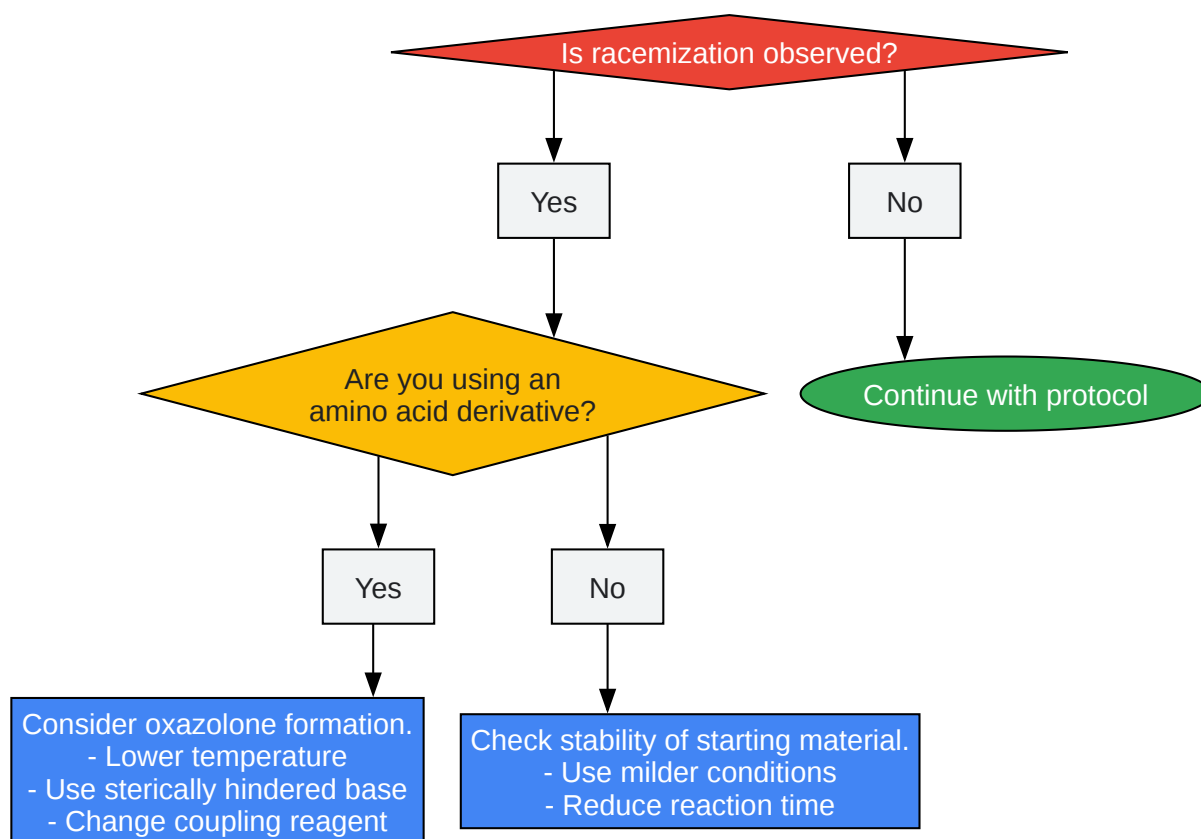 Is racemization observed?
Yes
No
Are you using an
amino acid derivative?
Continue with protocol
Yes
No
Consider oxazolone formation.
- Lower temperature
- Use sterically hindered base
- Change coupling reagent
Check stability of starting material.
- Use milder conditions
- Reduce reaction time